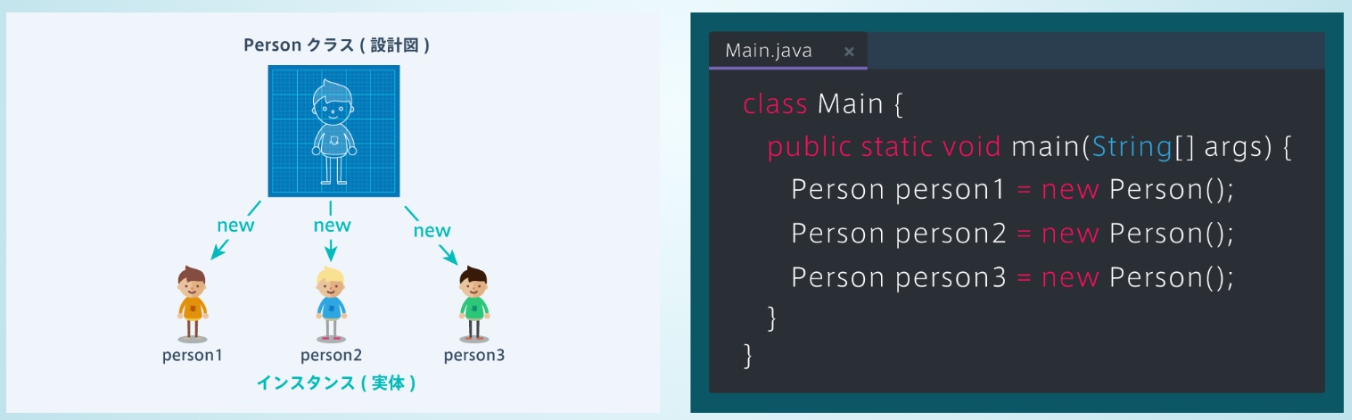 Person クラス ( 設計図 )
new
new
new
person1
person2
person3
インスタンス ( 実体 )
Main.java ×
class Main {
public static void main(String[] args) {
Person person1 = new Person();
Person person2 = new Person();
Person person3 = new Person();
}
}